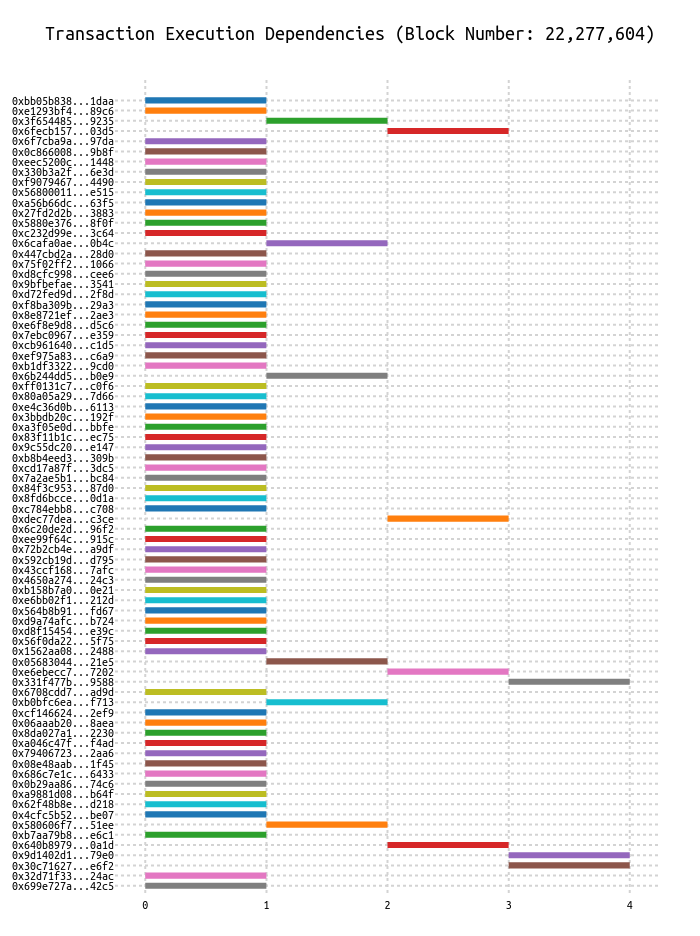 Transaction Execution Dependencies (Block Number: 22,277,604)
0xbb05b838...1daa
0xe1293bf4...89c6
0x3f654485...9235
0x6fecb157...03d5
0x6f7cba9a...97da
0x0c866008...9b8f
0xeec5200c...1448
0x330b3a2f...6e3d
0xf9079467...4490
0x56800011...e515
0xa56b66dc...63f5
0x27fd2d2b...3883
0x5880e376...8f0f
0xc232d99e...3c64
0x6cafa0ae...0b4c
0x447cbd2a...28d0
0x75f02ff2...1066
0xd8cfc998...cee6
0x9bfbefae...3541
0xd72fed9d...2f8d
0xf8ba309b...29a3
0x8e8721ef...2ae3
0xe6f8e9d8...d5c6
0x7ebc0967...e359
0xcb961640...c1d5
0xef975a83...c6a9
0xb1df3322...9cd0
0x6b244dd5...b0e9
0xff0131c7...c0f6
0x80a05a29...7d66
0xe4c36d0b...6113
0x3bbdb20c...192f
0xa3f05e0d...bbfe
0x83f11b1c...ec75
0x9c55dc20...e147
0xb8b4eed3...309b
0xcd17a87f...3dc5
0x7a2ae5b1...bc84
0x84f3c953...87d0
0x8fd6bcce...0d1a
0xc784ebb8...c708
0xdec77dea...c3ce
0x6c20de2d...96f2
0xee99f64c...915c
0x72b2cb4e...a9df
0x592cb19d...d795
0x43ccf168...7afc
0x4650a274...24c3
0xb158b7a0...0e21
0xe6bb02f1...212d
0x564b8b91...fd67
0xd9a74afc...b724
0xd8f15454...e39c
0x56f0da22...5f75
0x1562aa08...2488
0x05683044...21e5
0xe6ebecc7...7202
0x331f477b...9588
0x6708cdd7...ad9d
0xb0bfc6ea...f713
0xcf146624...2ef9
0x06aaab20...8aea
0x8da027a1...2230
0xa046c47f...f4ad
0x79406723...2aa6
0x08e48aab...1f45
0x686c7e1c...6433
0x0b29aa86...74c6
0xa9881d08...b64f
0x62f48b8e...d218
0x4cfc5b52...be07
0x580606f7...51ee
0xb7aa79b8...e6c1
0x640b8979...0a1d
0x9d1402d1...79e0
0x30c71627...e6f2
0x32d71f33...24ac
0x699e727a...42c5
0 1 2 3 4